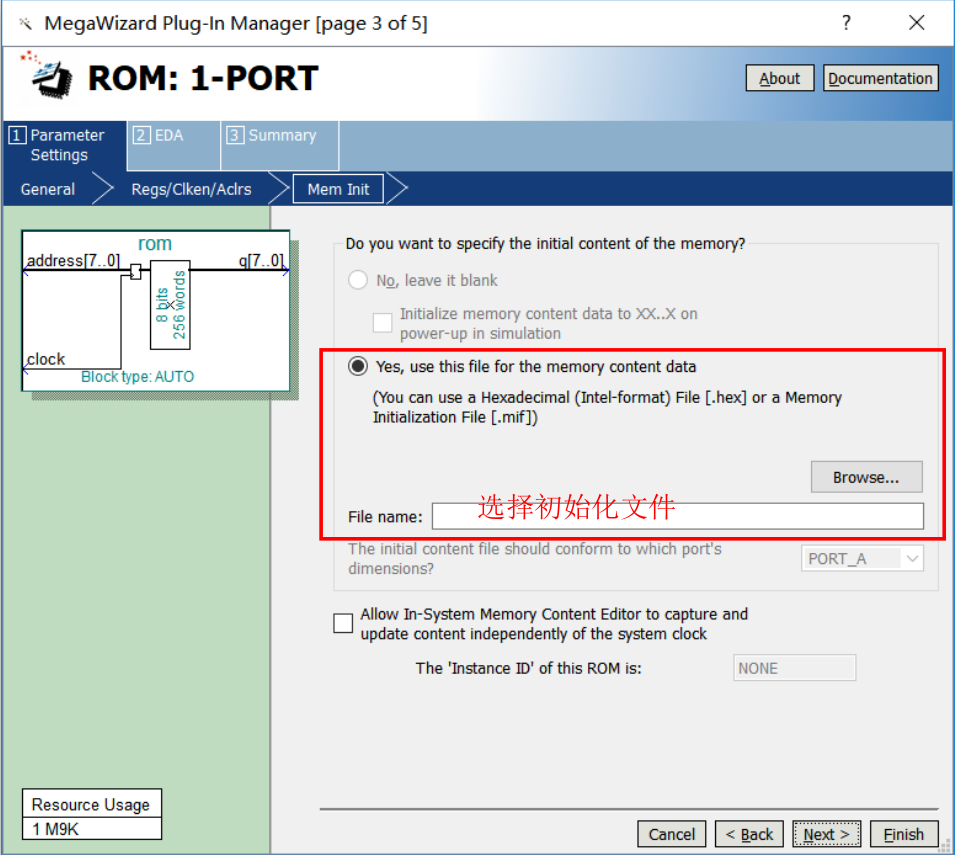 MegaWizard Plug-In Manager [page 3 of 5]
?
ROM: 1-PORT
About
Documentation
1 Parameter Settings
2 EDA
3 Summary
General
Regs/Clken/Aclrs
Mem Init
rom
address[7..0]
q[7..0]
8 bits
256 words
clock
Block type: AUTO
Do you want to specify the initial content of the memory?
No, leave it blank
Initialize memory content data to XX..X on
power-up in simulation
Yes, use this file for the memory content data
(You can use a Hexadecimal (Intel-format) File [.hex] or a Memory
Initialization File [.mif])
Browse...
File name:
选择初始化文件
The initial content file should conform to which port's
dimensions?
PORT_A
Allow In-System Memory Content Editor to capture and
update content independently of the system clock
The 'Instance ID' of this ROM is:
NONE
Resource Usage
1 M9K
Cancel
< Back
Next >
Finish